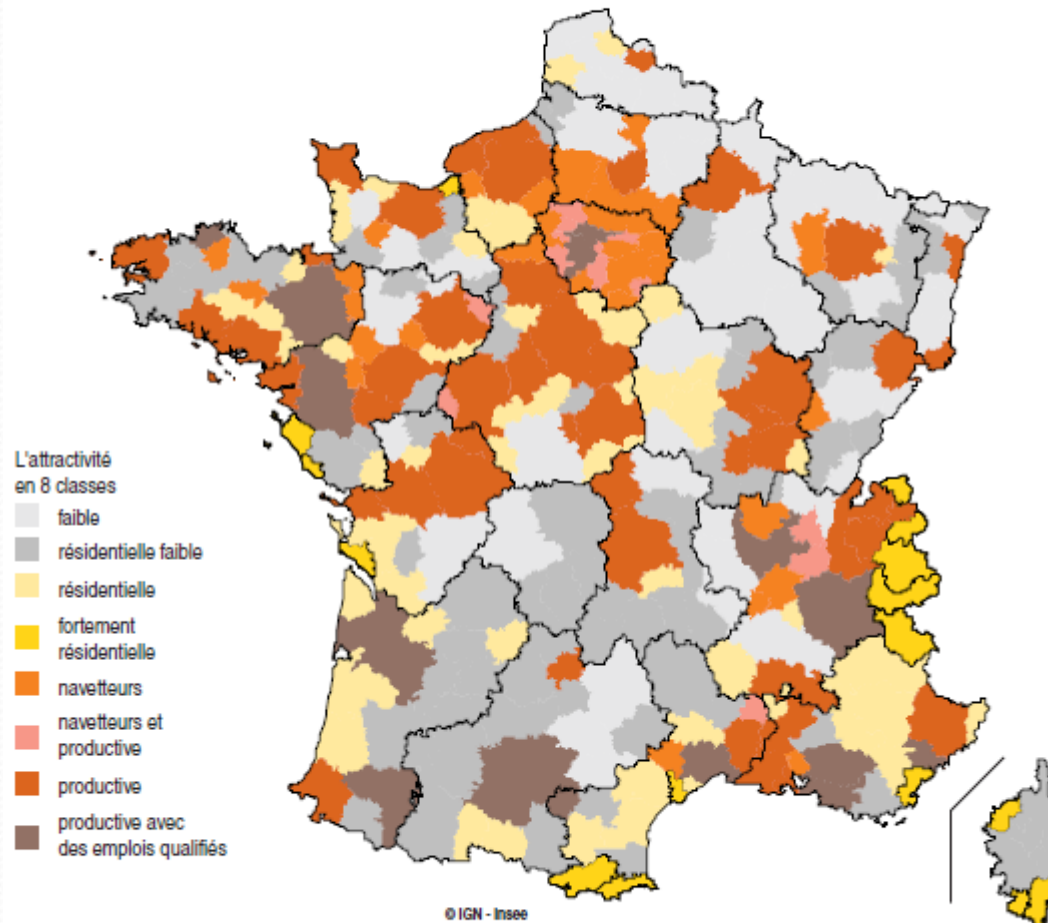 L'attractivité
en 8 classes
faible
résidentielle faible
résidentielle
fortement
résidentielle
navetteurs
navetteurs et
productive
productive
productive avec
des emplois qualifiés
© IGN - Insee